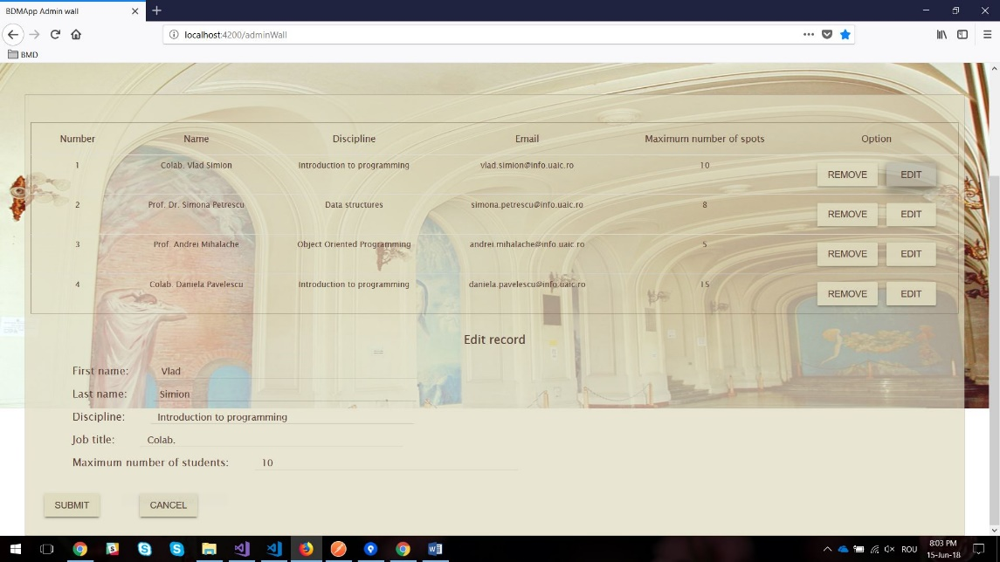 BDMApp Admin wall
localhost:4200/adminWall
BMD
Number Name Discipline Email Maximum number of spots Option
1 Colab. Vlad Simion Introduction to programming vlad.simion@info.uaic.ro 10 REMOVE EDIT
2 Prof. Dr. Simona Petrescu Data structures simona.petrescu@info.uaic.ro 8 REMOVE EDIT
3 Prof. Andrei Mihalache Object Oriented Programming andrei.mihalache@info.uaic.ro 5 REMOVE EDIT
4 Colab. Daniela Pavelescu Introduction to programming daniela.pavelescu@info.uaic.ro 15 REMOVE EDIT
Edit record
First name: Vlad
Last name: Simion
Discipline: Introduction to programming
Job title: Colab.
Maximum number of students: 10
SUBMIT CANCEL
ROU
8:03 PM
15-Jun-18